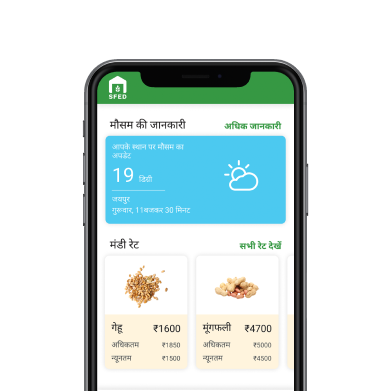 SFED
मौसम की जानकारी
अधिक जानकारी
आपके स्थान पर मौसम का
अपडेट
19 डिग्री
जयपुर
गुरूवार, 11बजकर 30 मिनट
मंडी रेट
सभी रेट देखें
गेहू ₹1600
अधिकतम ₹1850
न्यूनतम ₹1500
मूंगफली ₹4700
अधिकतम ₹5000
न्यूनतम ₹4500